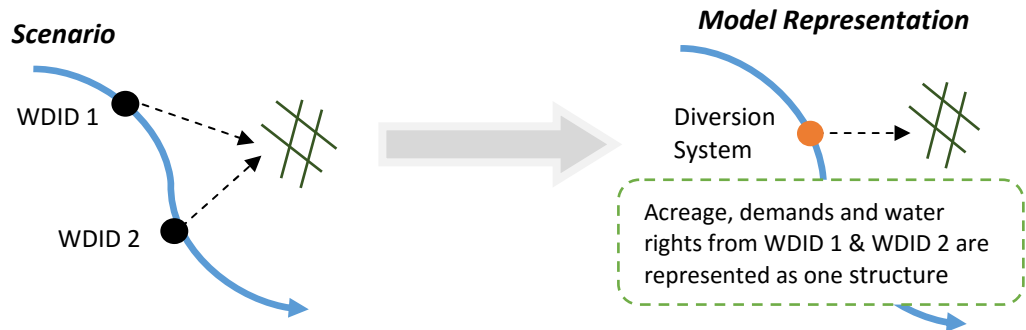 Scenario
WDID 1
WDID 2
Model Representation
Diversion
System
Acreage, demands and water
rights from WDID 1 & WDID 2 are
represented as one structure